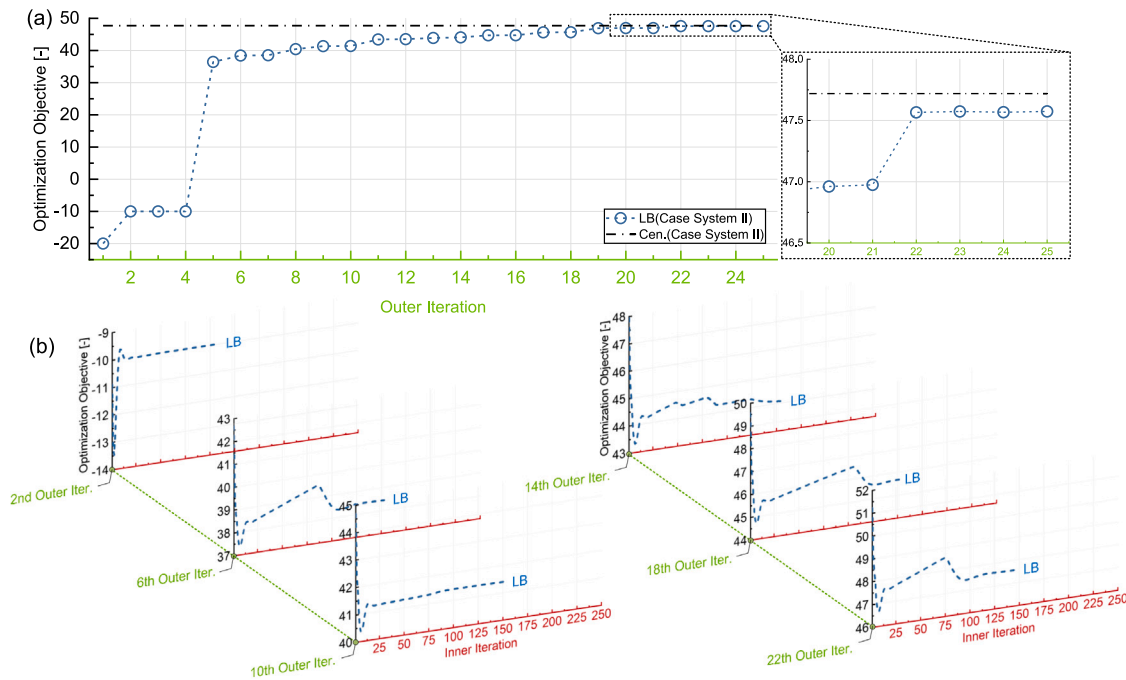 (a)
Optimization Objective [-]
50
40
30
20
10
0
-10
-20
2 4 6 8 10 12 14 16 18 20 22 24
Outer Iteration
LB(Case System II)
Cen.(Case System II)
48.0
47.5
47.0
46.5
20 21 22 23 24 25
(b)
Optimization Objective [-]
-9
-10
-11
-12
-13
-14
LB
2nd Outer Iter.
43
42
41
40
39
38
37
LB
6th Outer Iter.
45
44
43
42
41
40
LB
10th Outer Iter.
25 50 75 100 125 150 175 200 225 250
Inner Iteration
Optimization Objective [-]
48
47
46
45
44
43
LB
14th Outer Iter.
50
49
48
47
46
45
44
LB
18th Outer Iter.
52
51
50
49
48
47
46
LB
22th Outer Iter.
25 50 75 100 125 150 175 200 225 250
Inner Iteration